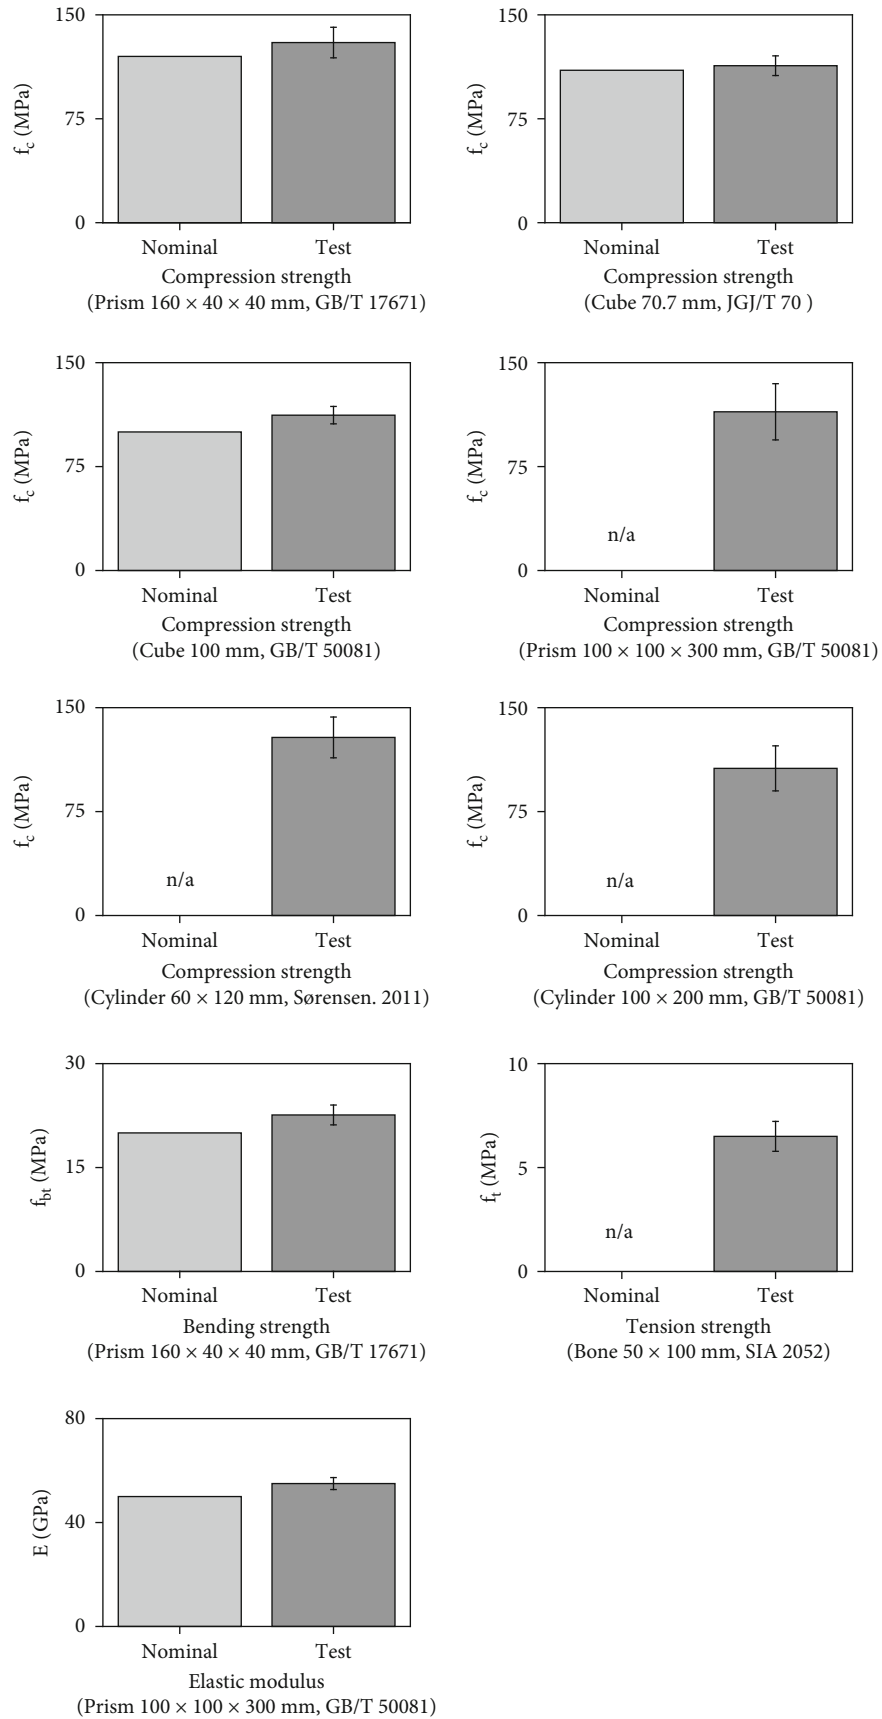 150
75
0
f_c (MPa)
Nominal
Test
Compression strength
(Prism 160 × 40 × 40 mm, GB/T 17671)
150
75
0
f_c (MPa)
Nominal
Test
Compression strength
(Cube 70.7 mm, JGJ/T 70 )
150
75
0
f_c (MPa)
Nominal
Test
Compression strength
(Cube 100 mm, GB/T 50081)
150
75
0
f_c (MPa)
n/a
Nominal
Test
Compression strength
(Prism 100 × 100 × 300 mm, GB/T 50081)
150
75
0
f_c (MPa)
n/a
Nominal
Test
Compression strength
(Cylinder 60 × 120 mm, Sørensen. 2011)
150
75
0
f_c (MPa)
n/a
Nominal
Test
Compression strength
(Cylinder 100 × 200 mm, GB/T 50081)
30
15
0
f_bt (MPa)
Nominal
Test
Bending strength
(Prism 160 × 40 × 40 mm, GB/T 17671)
10
5
0
f_t (MPa)
n/a
Nominal
Test
Tension strength
(Bone 50 × 100 mm, SIA 2052)
80
40
0
E (GPa)
Nominal
Test
Elastic modulus
(Prism 100 × 100 × 300 mm, GB/T 50081)